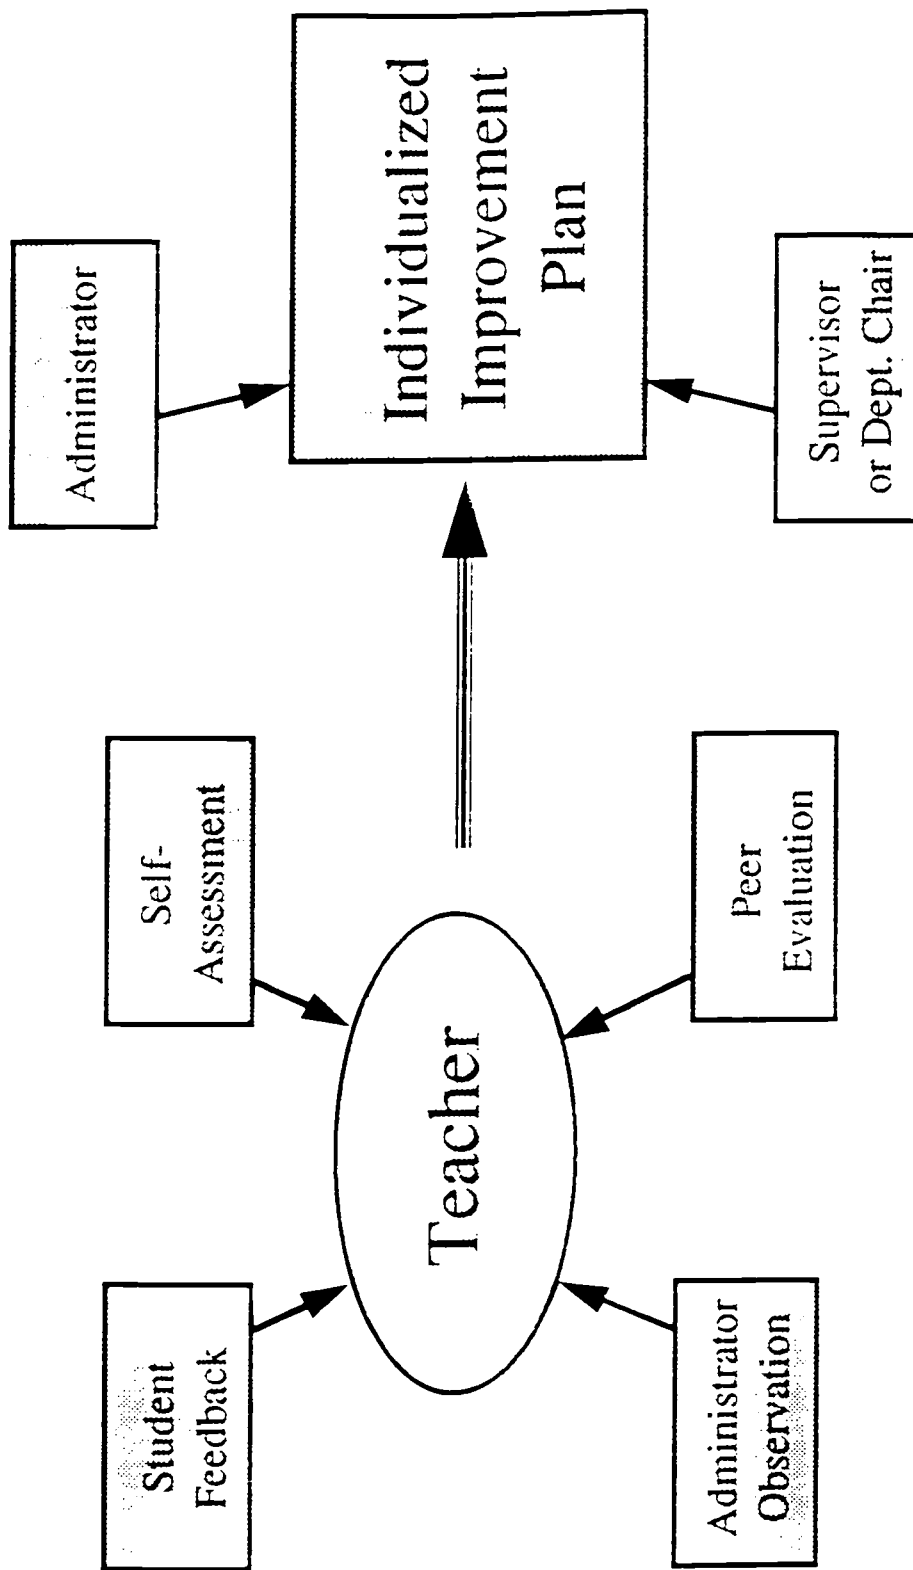 Student
Feedback
Self-
Assessment
Administrator
Teacher
Individualized
Improvement
Plan
Administrator
Observation
Peer
Evaluation
Supervisor
or Dept. Chair